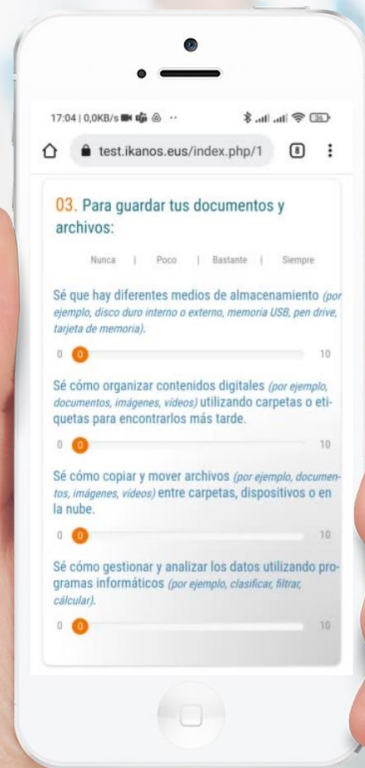 17:04 | 0,0KB/s
test.ikanos.eus/index.php/1
03. Para guardar tus documentos y
archivos:
Nunca | Poco | Bastante | Siempre
Sé que hay diferentes medios de almacenamiento (por
ejemplo, disco duro interno o externo, memoria USB, pen drive,
tarjeta de memoria).
0 0 10
Sé cómo organizar contenidos digitales (por ejemplo,
documentos, imágenes, vídeos) utilizando carpetas o eti-
quetas para encontrarlos más tarde.
0 0 10
Sé cómo copiar y mover archivos (por ejemplo, documen-
tos, imágenes, vídeos) entre carpetas, dispositivos o en
la nube.
0 0 10
Sé cómo gestionar y analizar los datos utilizando pro-
gramas informáticos (por ejemplo, clasificar, filtrar,
cálcular).
0 0 10